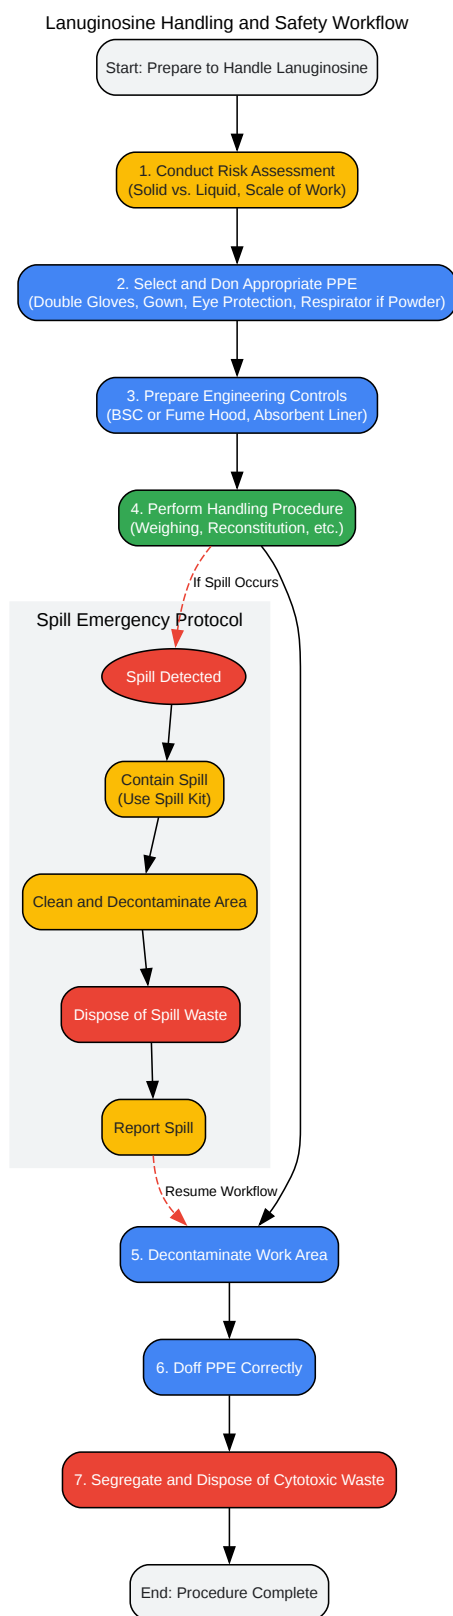 Lanuginosine Handling and Safety Workflow
Start: Prepare to Handle Lanuginosine
1. Conduct Risk Assessment
(Solid vs. Liquid, Scale of Work)
2. Select and Don Appropriate PPE
(Double Gloves, Gown, Eye Protection, Respirator if Powder)
3. Prepare Engineering Controls
(BSC or Fume Hood, Absorbent Liner)
4. Perform Handling Procedure
(Weighing, Reconstitution, etc.)
If Spill Occurs
Spill Emergency Protocol
Spill Detected
Contain Spill
(Use Spill Kit)
Clean and Decontaminate Area
Dispose of Spill Waste
Report Spill
Resume Workflow
5. Decontaminate Work Area
6. Doff PPE Correctly
7. Segregate and Dispose of Cytotoxic Waste
End: Procedure Complete